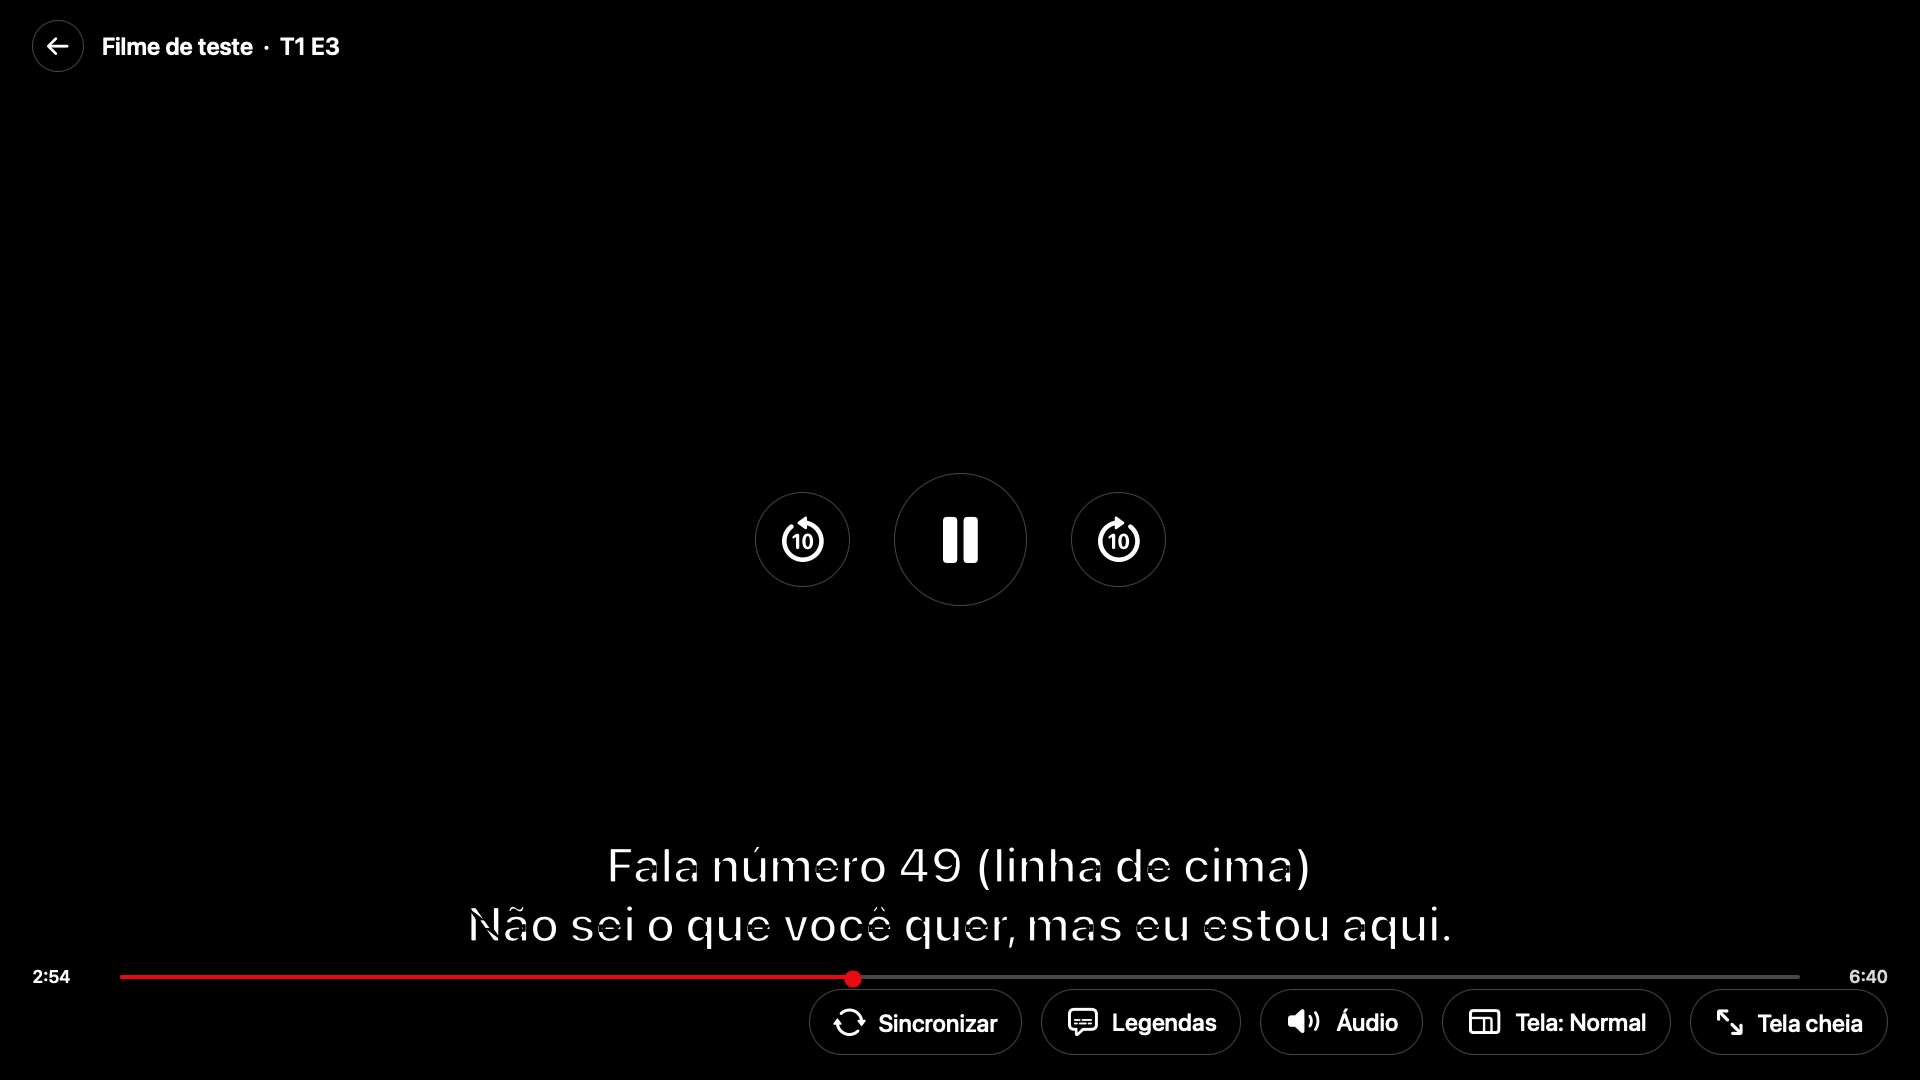 Filme de teste · T1 E3
10
10
Fala número 49 (linha de cima)
Não sei o que você quer, mas eu estou aqui.
2:54
6:40
Sincronizar
Legendas
Áudio
Tela: Normal
Tela cheia